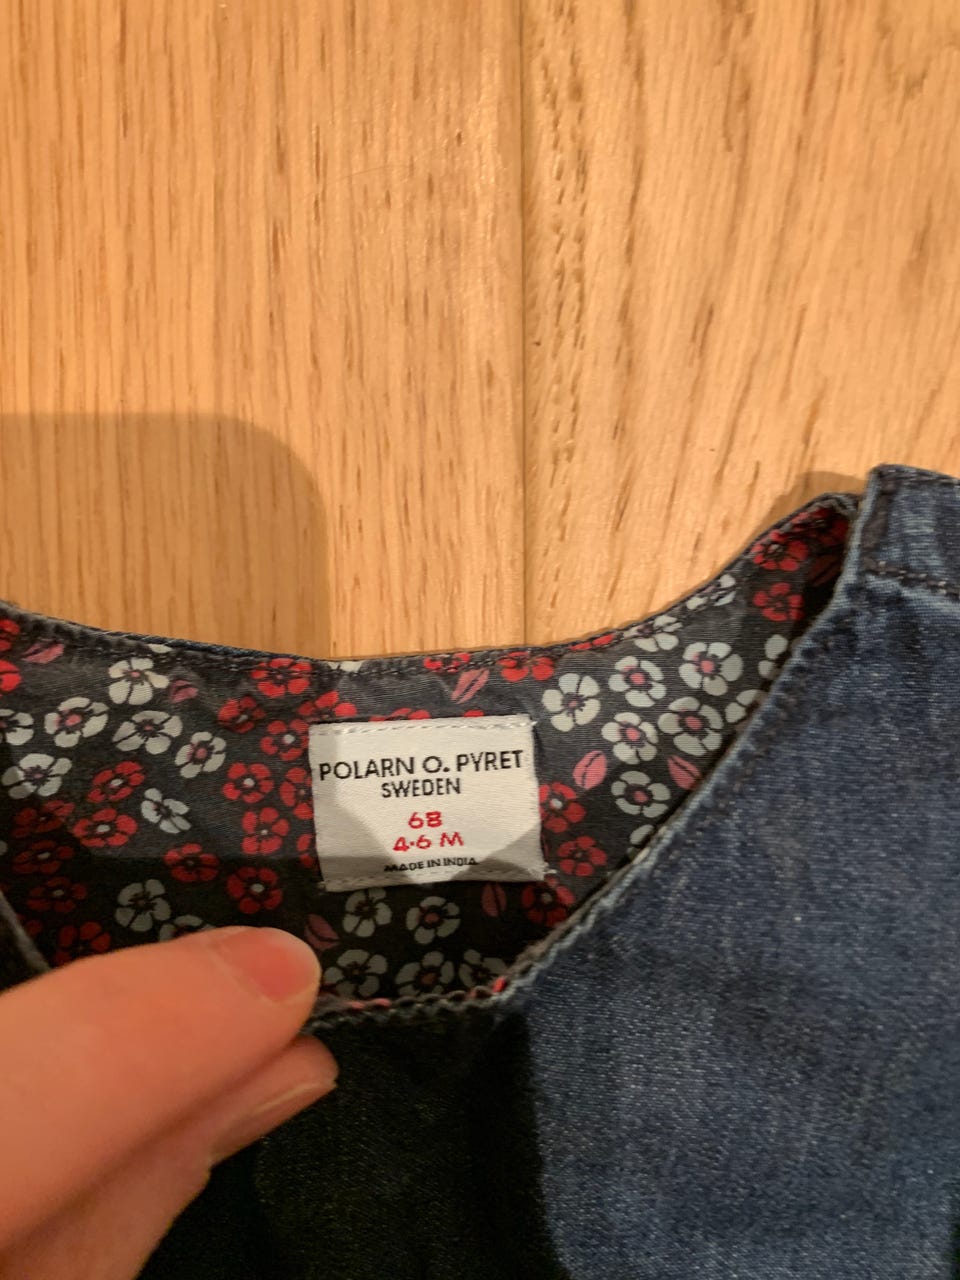 POLARN O. PYRET
SWEDEN
68
4-6 M
MADE IN INDIA